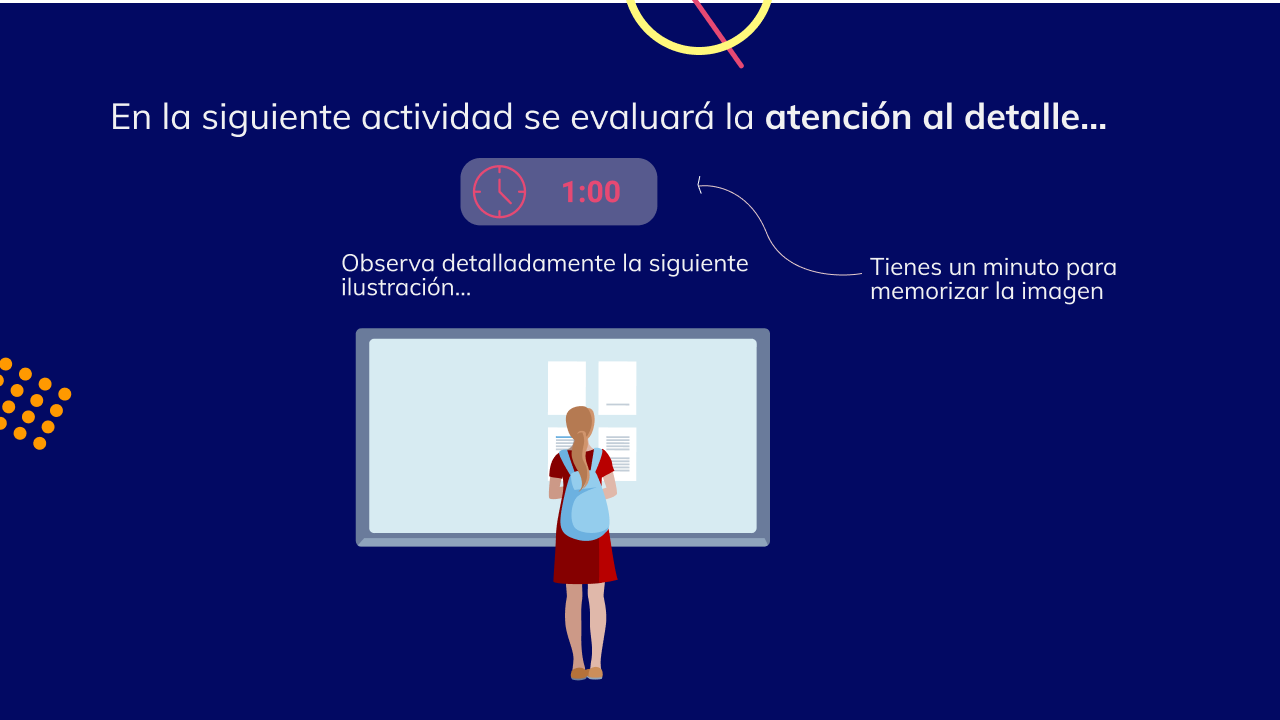 En la siguiente actividad se evaluará la atención al detalle...
1:00
Observa detalladamente la siguiente
ilustración...
Tienes un minuto para
memorizar la imagen